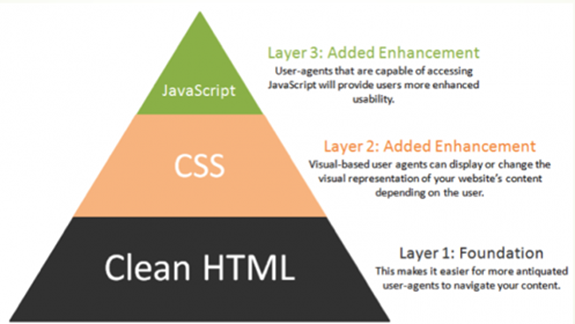 Layer 3: Added Enhancement
User-agents that are capable of accessing
JavaScript will provide users more enhanced
usability.
JavaScript
Layer 2: Added Enhancement
Visual-based user agents can display or change the
visual representation of your website's content
depending on the user.
CSS
Layer 1: Foundation
This makes it easier for more antiquated
user-agents to navigate your content.
Clean HTML